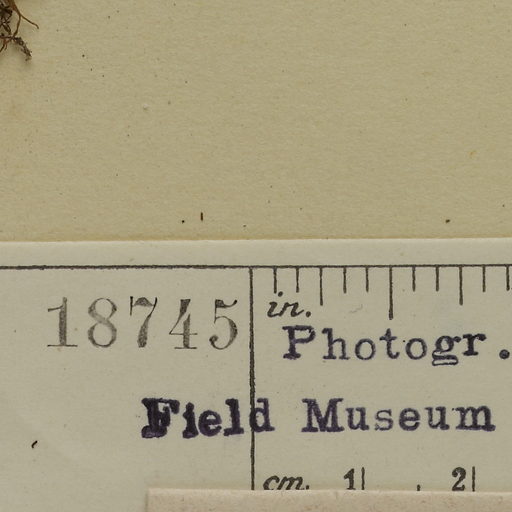 18745
in.
Photogr.
Field Museum
cm. 1 2